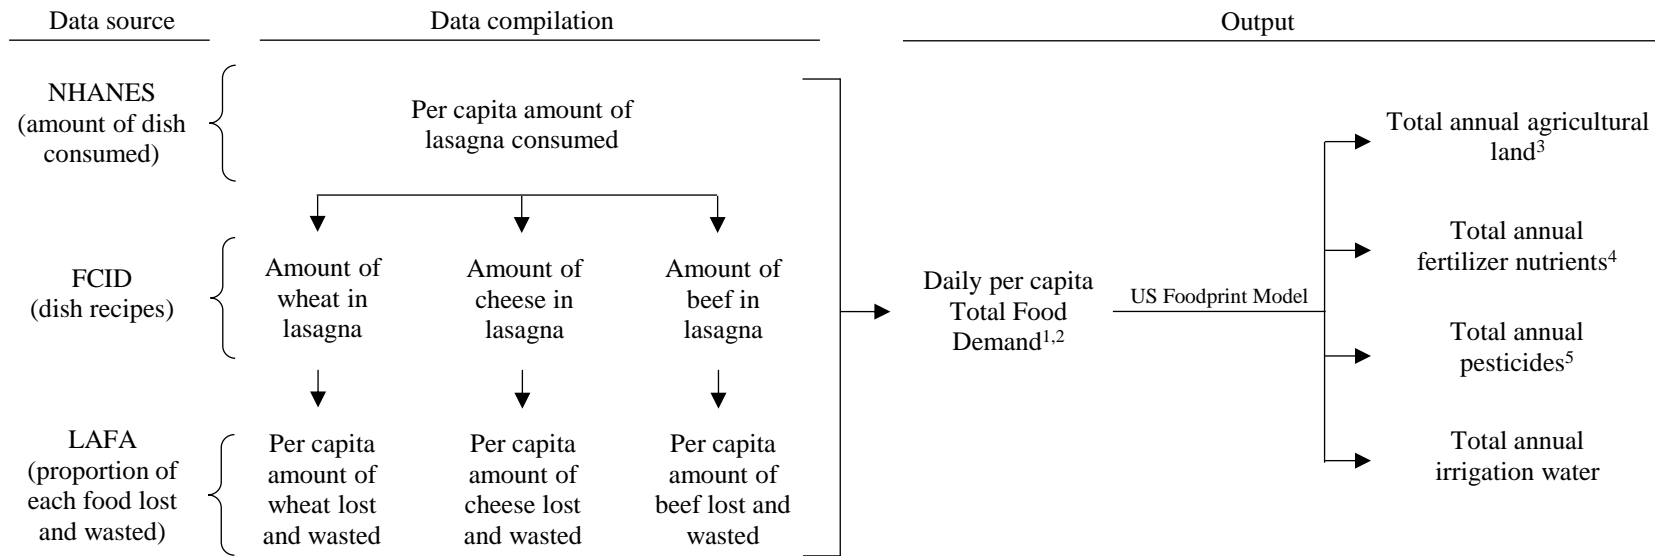 Data source
Data compilation
Output
NHANES
(amount of dish
consumed)
Per capita amount of
lasagna consumed
FCID
(dish recipes)
Amount of
wheat in
lasagna
Amount of
cheese in
lasagna
Amount of
beef in
lasagna
LAFA
(proportion of
each food lost
and wasted)
Per capita
amount of
wheat lost
and wasted
Per capita
amount of
cheese lost
and wasted
Per capita
amount of
beef lost and
wasted
Daily per capita
Total Food
Demand1,2
US Foodprint Model
Total annual agricultural
land3
Total annual
fertilizer nutrients4
Total annual
pesticides5
Total annual
irrigation water